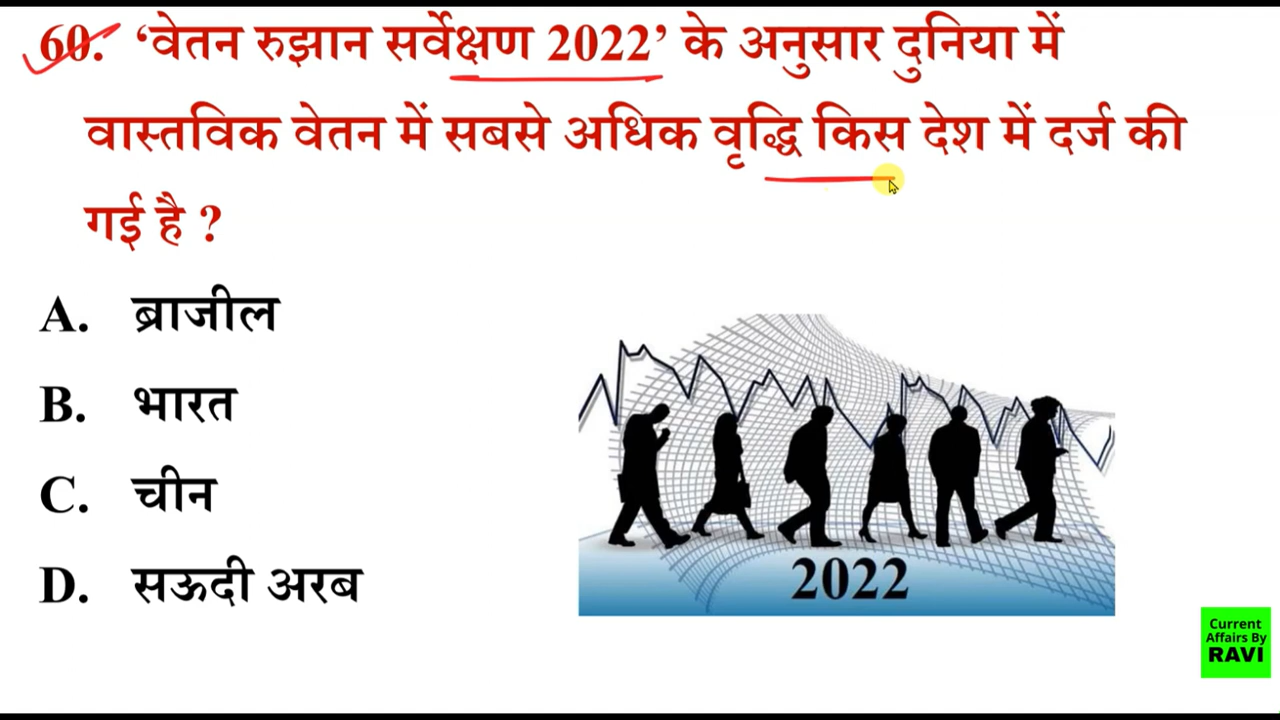 60. ‘वेतन रुझान सर्वेक्षण 2022’ के अनुसार दुनिया में
वास्तविक वेतन में सबसे अधिक वृद्धि किस देश में दर्ज की
गई है ?
A. ब्राजील
B. भारत
C. चीन
D. सऊदी अरब
2022
Current
Affairs By
RAVI